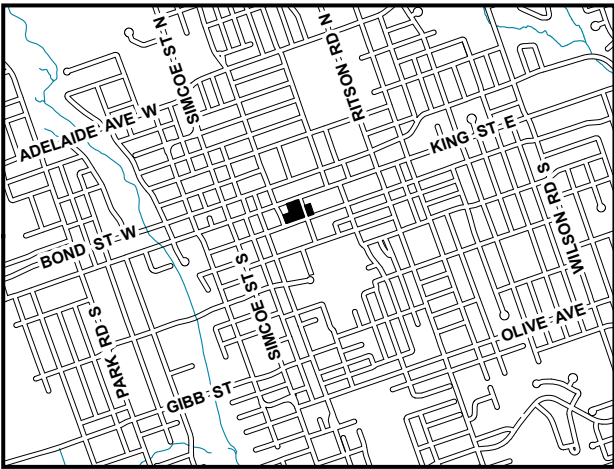 SIMCOE ST N
RITSON RD N
ADELAIDE AVE W
KING ST E
BOND ST W
WILSON RD S
SIMCOE ST S
PARK RD S
OLIVE AVE
GIBB ST